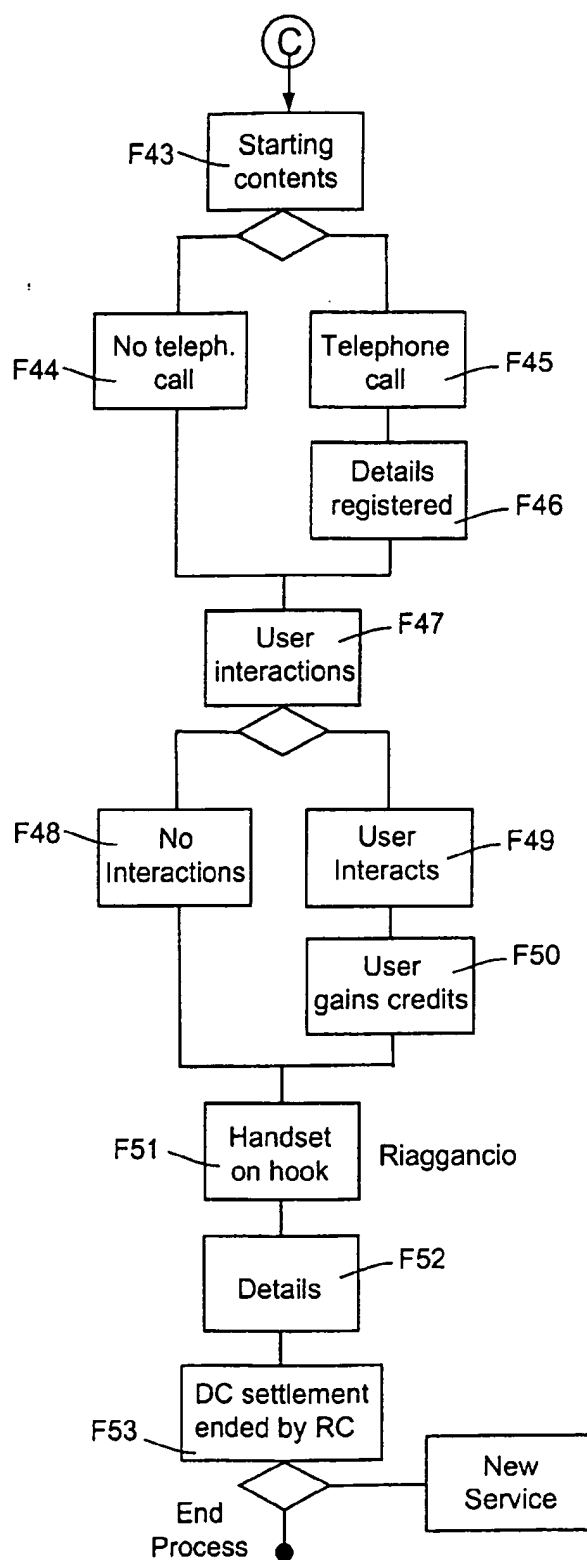 C
F43
Starting
contents
F44
No teleph.
call
Telephone
call
F45
Details
registered
F46
User
interactions
F47
F48
No
Interactions
User
Interacts
F49
User
gains credits
F50
F51
Handset
on hook
Riaggancio
Details
F52
F53
DC settlement
ended by RC
New
Service
End
Process